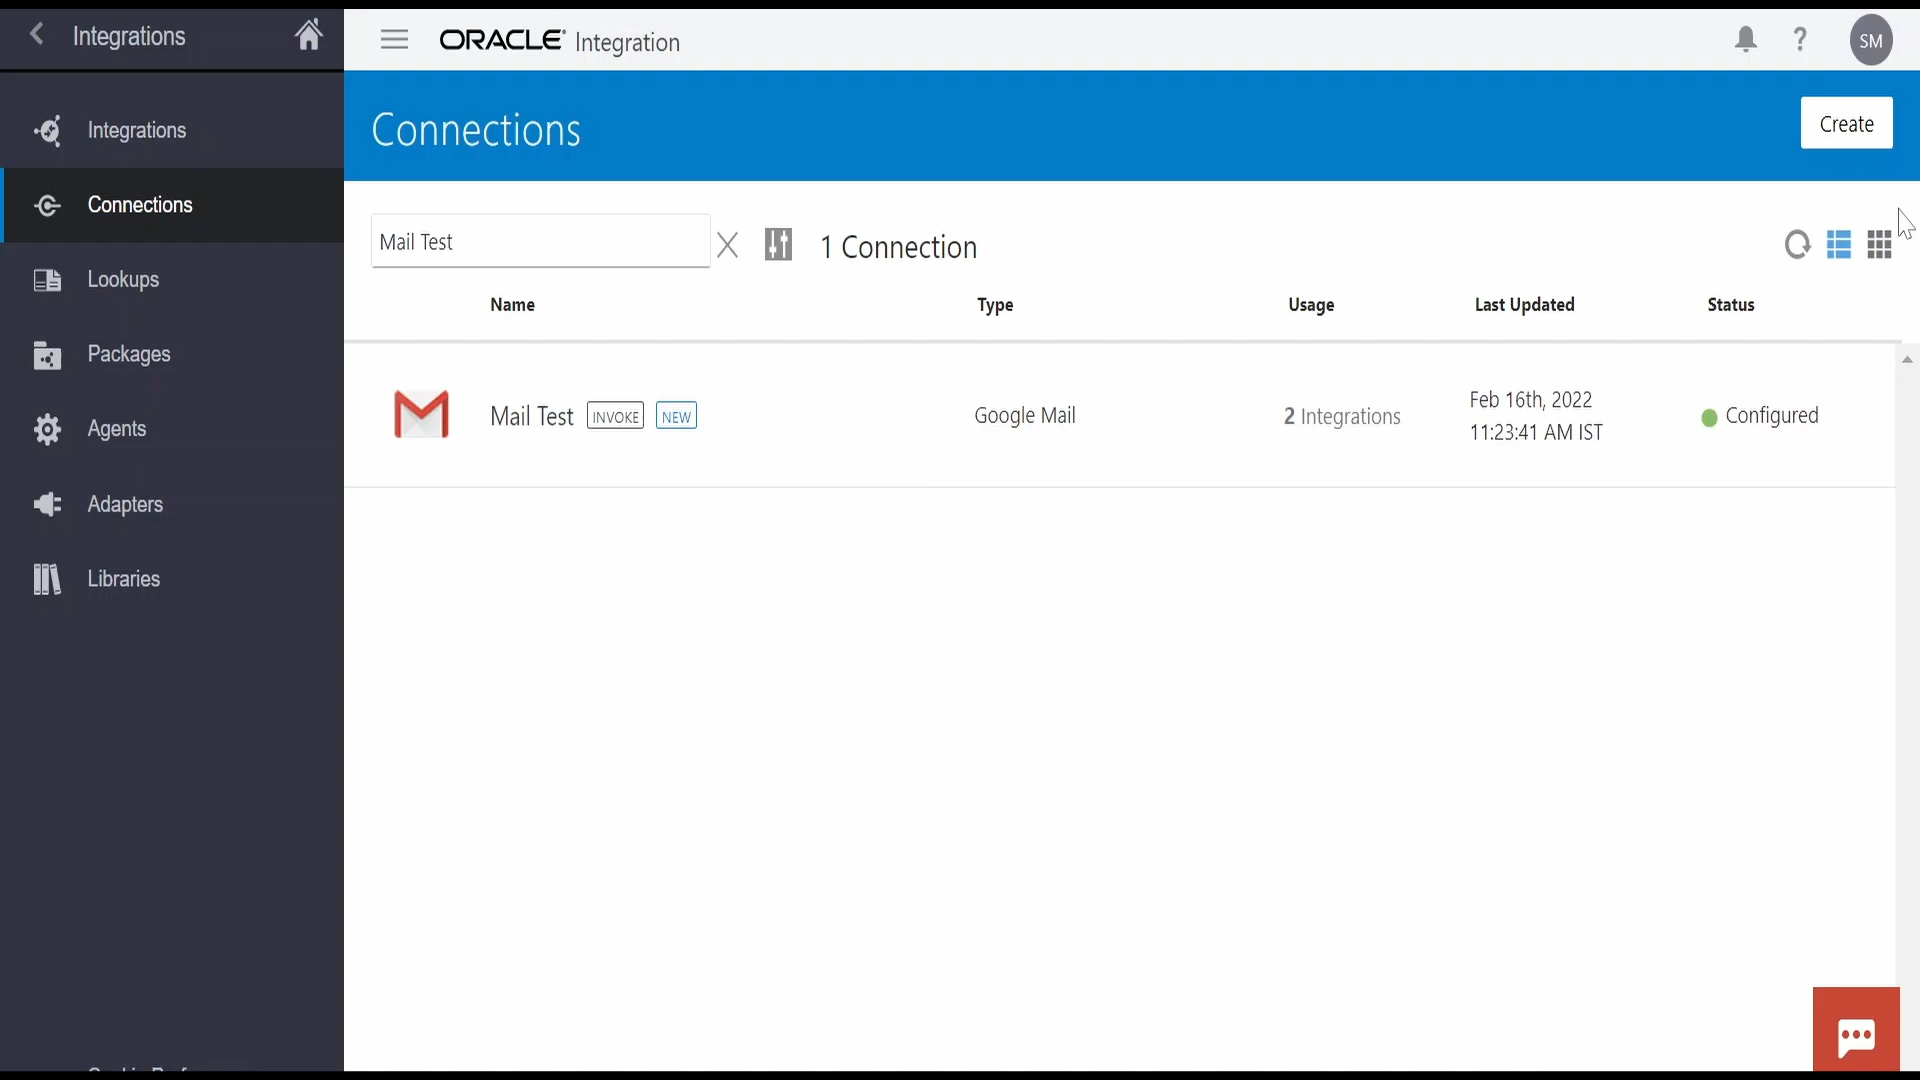 Integrations
ORACLE Integration
?
SM
Integrations
Connections
Lookups
Packages
Agents
Adapters
Libraries
Connections
Create
Mail Test
1 Connection
Name Type Usage Last Updated Status
Mail Test INVOKE NEW Google Mail 2 Integrations Feb 16th, 2022 Configured
11:23:41 AM IST